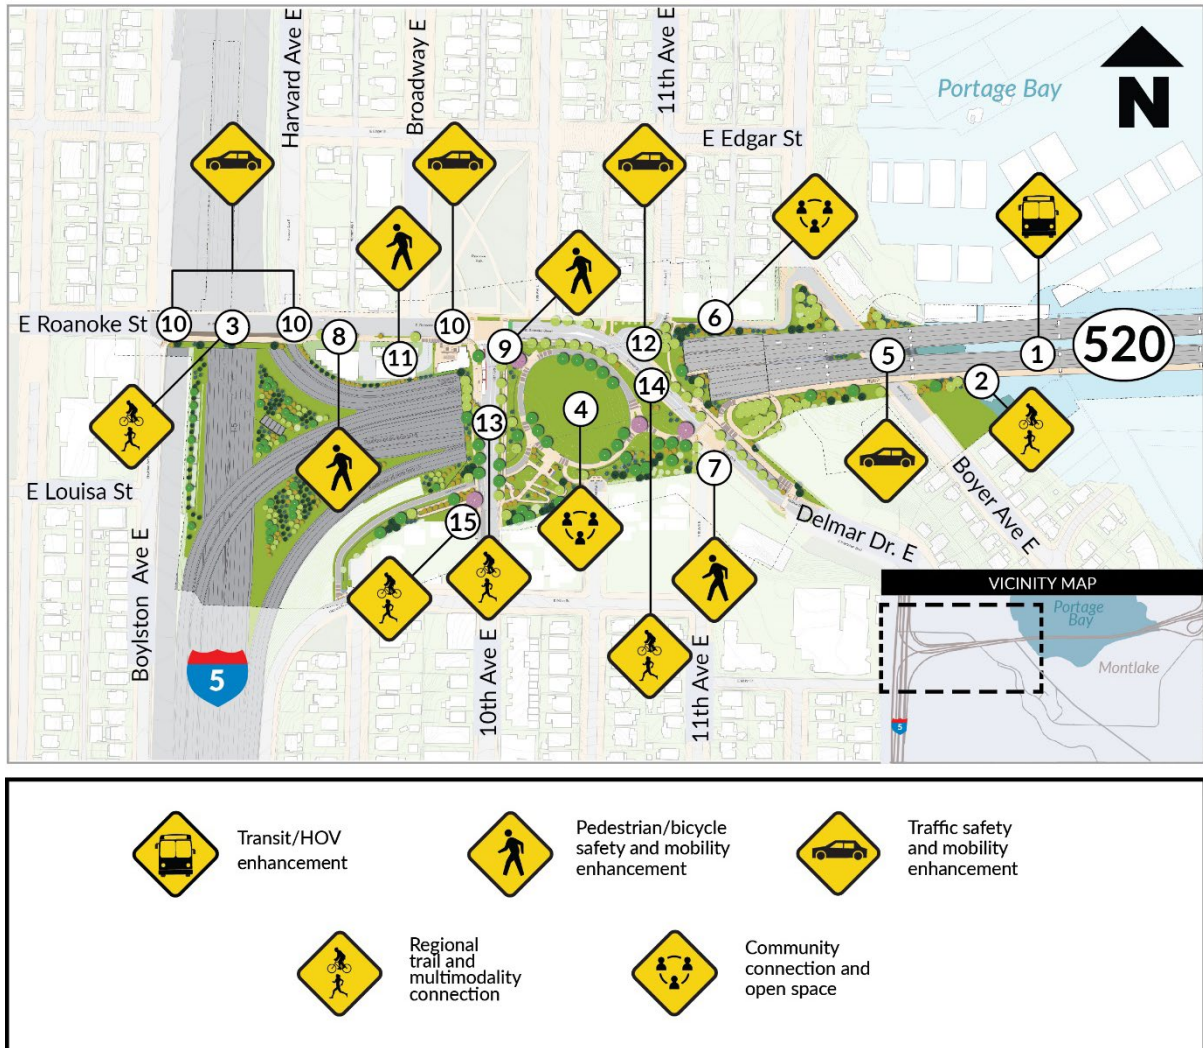 Harvard Ave E
Broadway E
11th Ave E
Portage Bay
N
E Edgar St
E Roanoke St
10
3
10
8
11
10
9
12
6
5
1
520
14
2
4
13
7
15
E Louisa St
Boylston Ave E
5
10th Ave E
11th Ave E
Delmar Dr. E
Boyer Ave E
VICINITY MAP
Portage
Bay
Montlake
5
Transit/HOV
enhancement
Pedestrian/bicycle
safety and mobility
enhancement
Traffic safety
and mobility
enhancement
Regional
trail and
multimodality
connection
Community
connection and
open space